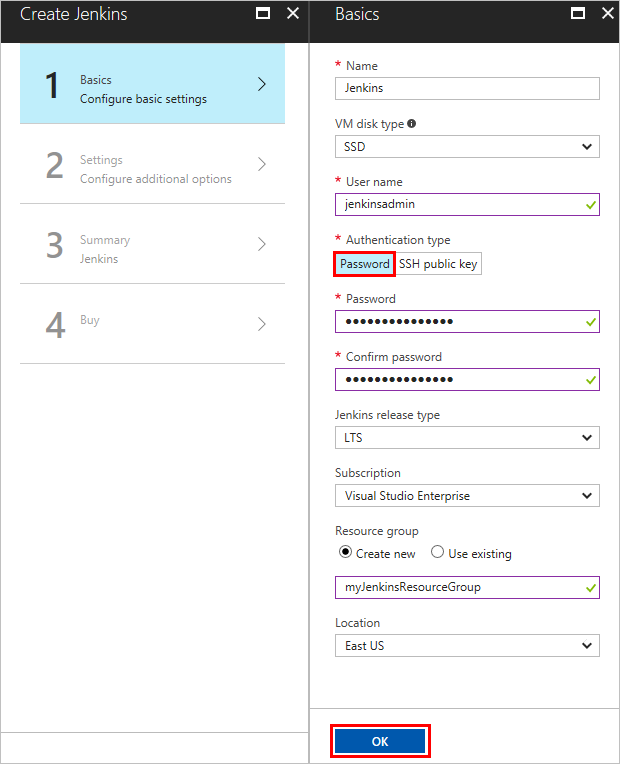 Create Jenkins
1
Basics
Configure basic settings
2
Settings
Configure additional options
3
Summary
Jenkins
4
Buy
Basics
* Name
Jenkins
VM disk type
SSD
* User name
jenkinsadmin
* Authentication type
Password SSH public key
* Password
•••••••••••••••
* Confirm password
•••••••••••••••
Jenkins release type
LTS
Subscription
Visual Studio Enterprise
Resource group
Create new Use existing
myJenkinsResourceGroup
Location
East US
OK